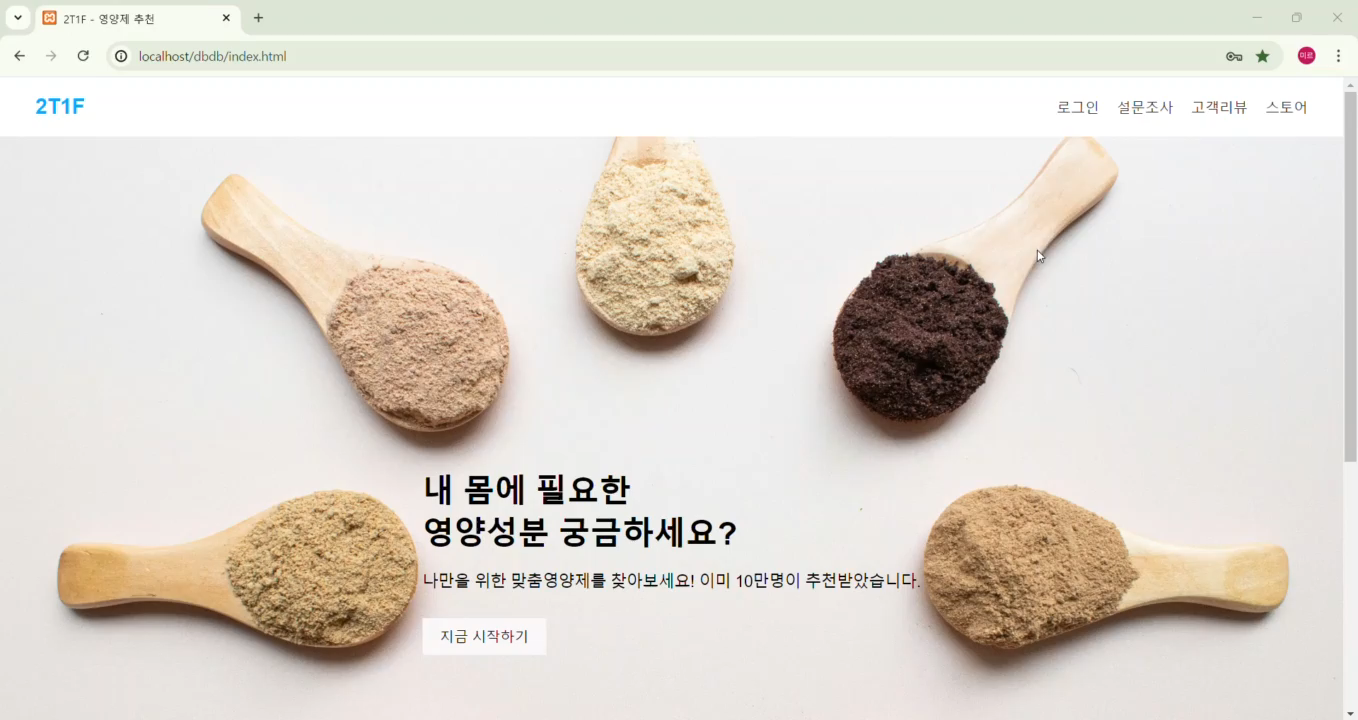 2T1F - 영양제 추천
localhost/dbdb/index.html
미르
2T1F
로그인 설문조사 고객리뷰 스토어
내 몸에 필요한
영양성분 궁금하세요?
나만을 위한 맞춤영양제를 찾아보세요! 이미 10만명이 추천받았습니다.
지금 시작하기